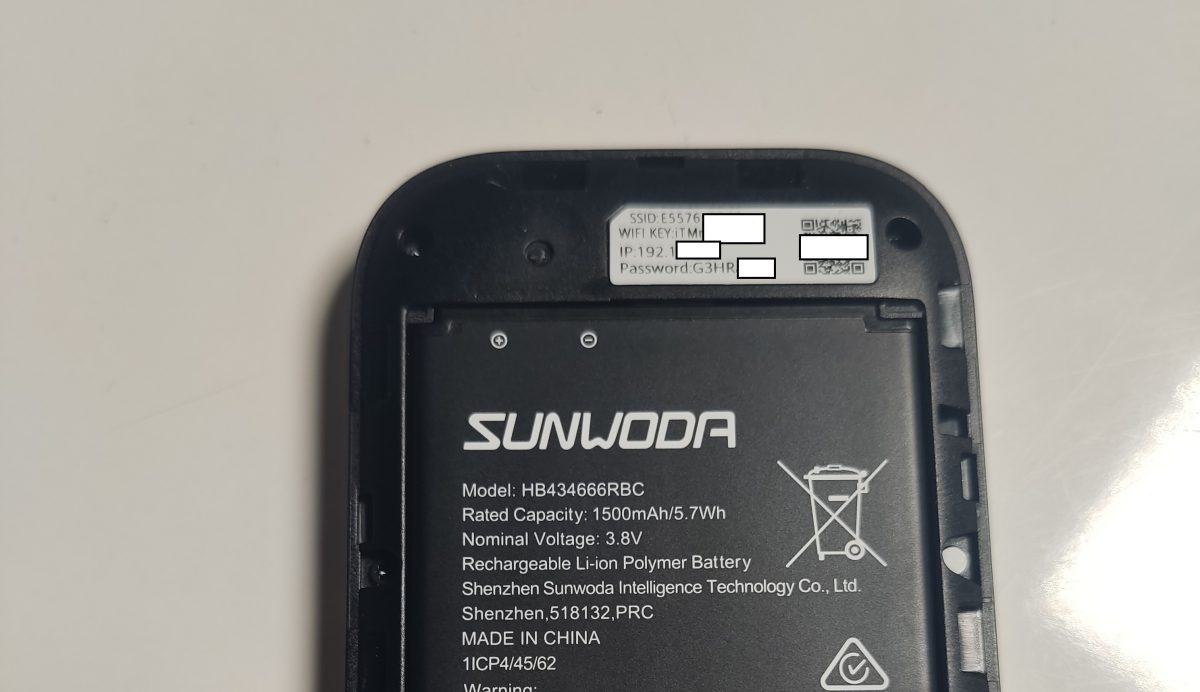 SSID:E5576
WIFI KEY:iTM
IP:192.1
Password:G3HR
SUNWODA
Model: HB434666RBC
Rated Capacity: 1500mAh/5.7Wh
Nominal Voltage: 3.8V
Rechargeable Li-ion Polymer Battery
Shenzhen Sunwoda Intelligence Technology Co., Ltd.
Shenzhen,518132,PRC
MADE IN CHINA
1ICP4/45/62
Warning: